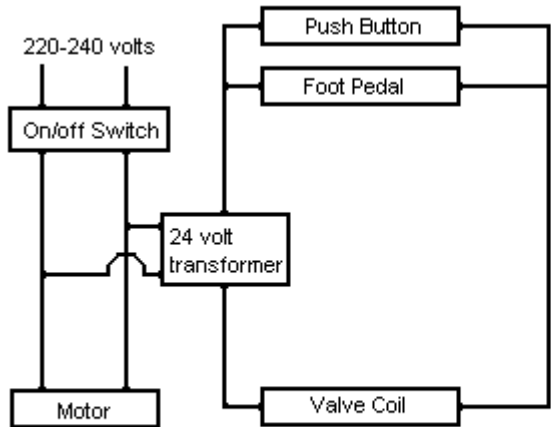 220-240 volts
Push Button
Foot Pedal
On/off Switch
24 volt
transformer
Motor
Valve Coil